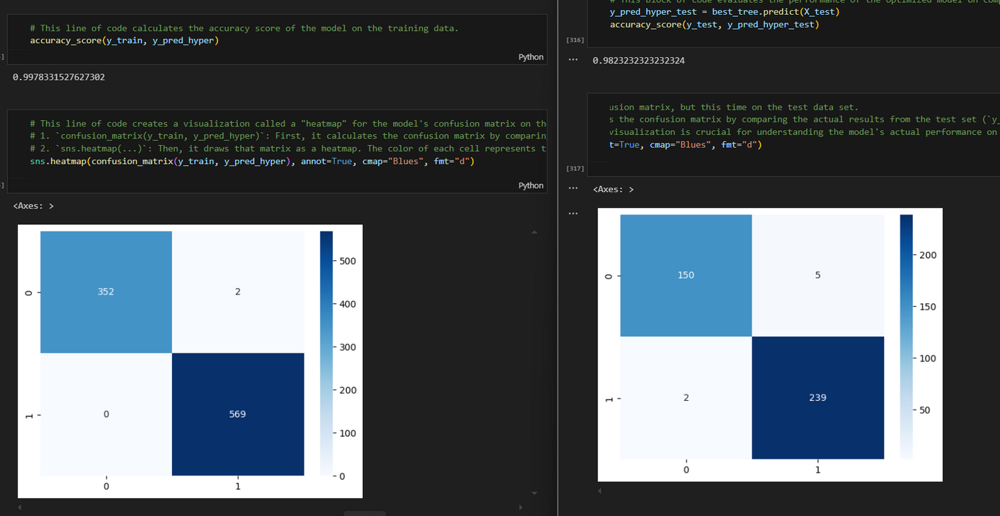 # This line of code calculates the accuracy score of the model on the training data.
accuracy_score(y_train, y_pred_hyper)
Python
0.9978331527627302
# This line of code creates a visualization called a "heatmap" for the model's confusion matrix on th
# 1. `confusion_matrix(y_train, y_pred_hyper)`: First, it calculates the confusion matrix by comparin
# 2. `sns.heatmap(...)`: Then, it draws that matrix as a heatmap. The color of each cell represents t
sns.heatmap(confusion_matrix(y_train, y_pred_hyper), annot=True, cmap="Blues", fmt="d")
Python
<Axes: >
0
352
2
1
0
569
0
1
500
400
300
200
100
0
# This block of code evaluates the performance of the optimized model on
y_pred_hyper_test = best_tree.predict(X_test)
accuracy_score(y_test, y_pred_hyper_test)
[316]
... 0.9823232323232324
usion matrix, but this time on the test data set.
s the confusion matrix by comparing the actual results from the test set (`y_
visualization is crucial for understanding the model's actual performance on
t=True, cmap="Blues", fmt="d")
[317]
... <Axes: >
...
0
150
5
1
2
239
0
1
200
150
100
50